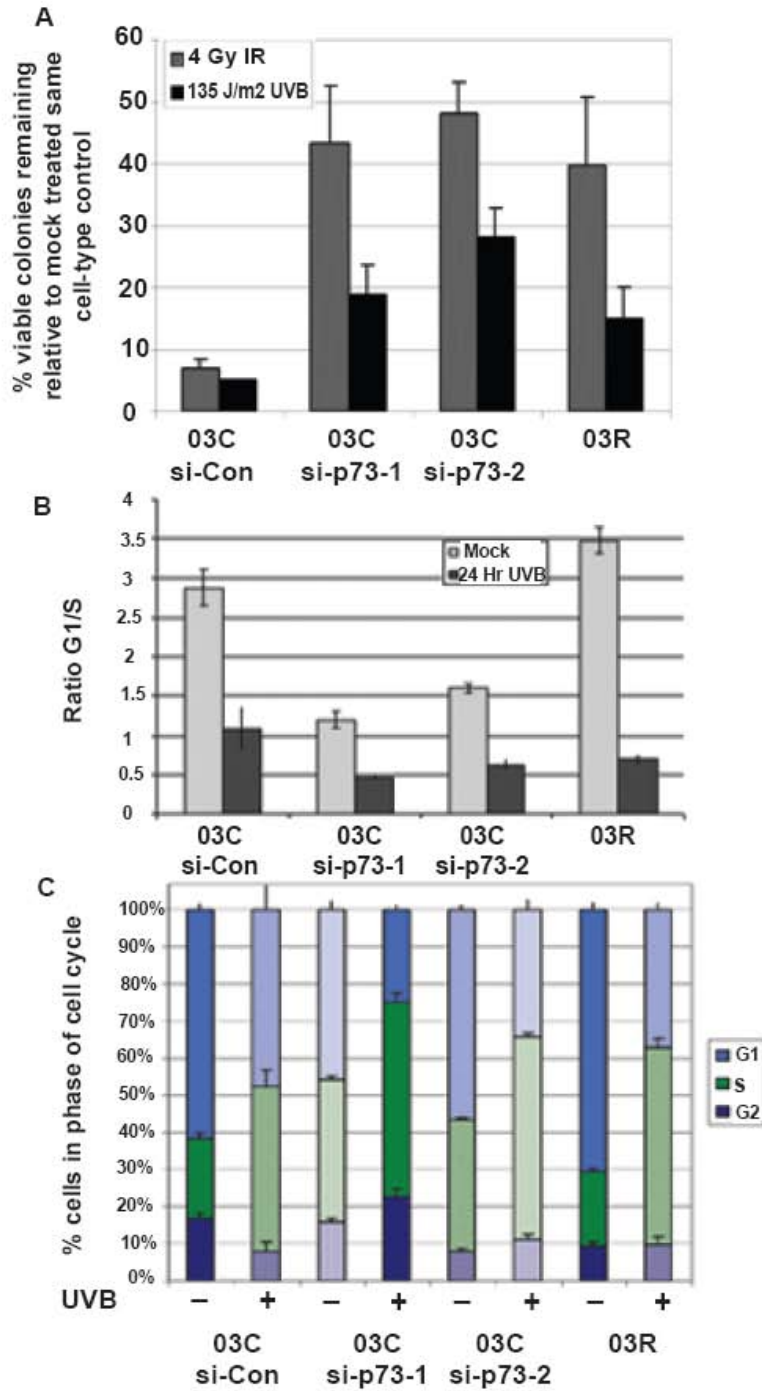 A
% viable colonies remaining
relative to mock treated same
cell-type control
60
50
40
30
20
10
0
4 Gy IR
135 J/m2 UVB
03C
si-Con
03C
si-p73-1
03C
si-p73-2
03R
B
Ratio G1/S
4
3.5
3
2.5
2
1.5
1
0.5
0
Mock
24 Hr UVB
03C
si-Con
03C
si-p73-1
03C
si-p73-2
03R
C
% cells in phase of cell cycle
100%
90%
80%
70%
60%
50%
40%
30%
20%
10%
0%
G1
S
G2
UVB − + − + − + − +
03C
si-Con
03C
si-p73-1
03C
si-p73-2
03R